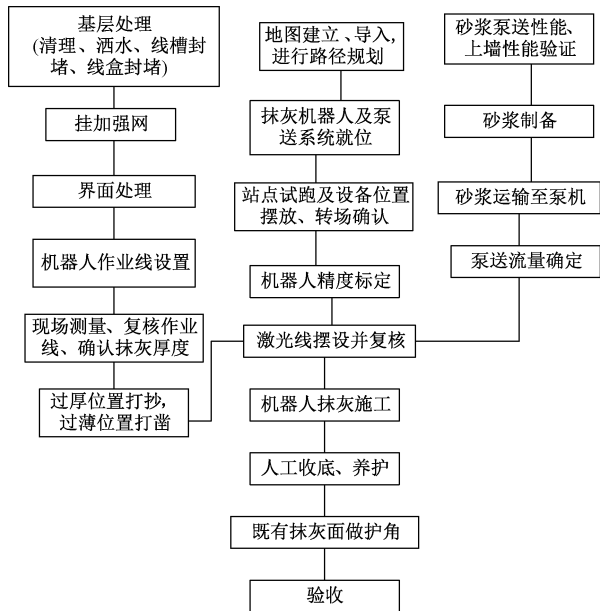 基层处理
(清理、洒水、线槽封
堵、线盒封堵)
挂加强网
界面处理
机器人作业线设置
现场测量、复核作业
线、确认抹灰厚度
过厚位置打抄,
过薄位置打凿
地图建立、导入,
进行路径规划
抹灰机器人及泵
送系统就位
站点试跑及设备位置
摆放、转场确认
机器人精度标定
激光线摆设并复核
机器人抹灰施工
人工收底、养护
既有抹灰面做护角
验收
砂浆泵送性能、
上墙性能验证
砂浆制备
砂浆运输至泵机
泵送流量确定